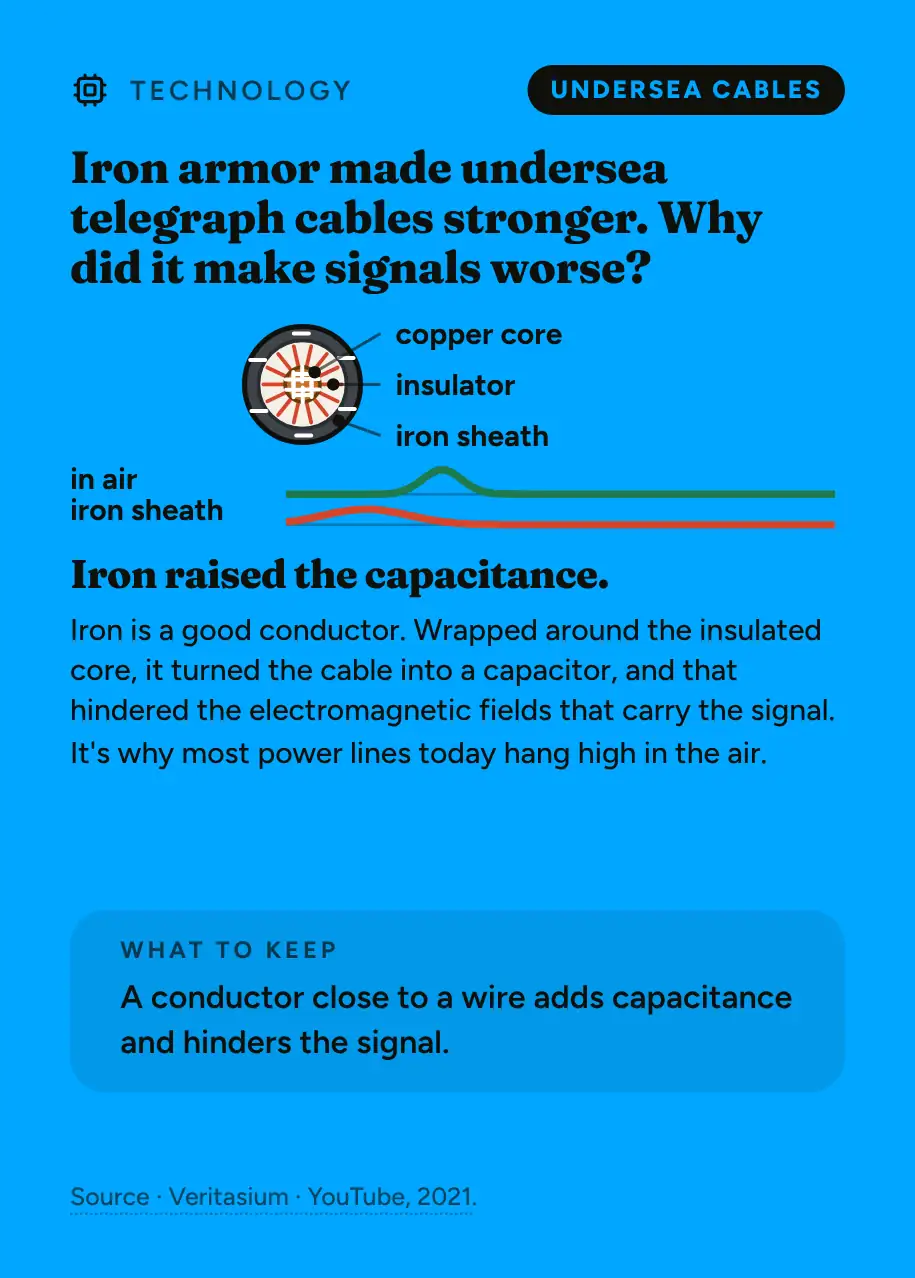 TECHNOLOGY
UNDERSEA CABLES
Iron armor made undersea
telegraph cables stronger. Why
did it make signals worse?
copper core
insulator
iron sheath
in air
iron sheath
Iron raised the capacitance.
Iron is a good conductor. Wrapped around the insulated
core, it turned the cable into a capacitor, and that
hindered the electromagnetic fields that carry the signal.
It's why most power lines today hang high in the air.
WHAT TO KEEP
A conductor close to a wire adds capacitance
and hinders the signal.
Source · Veritasium · YouTube, 2021.